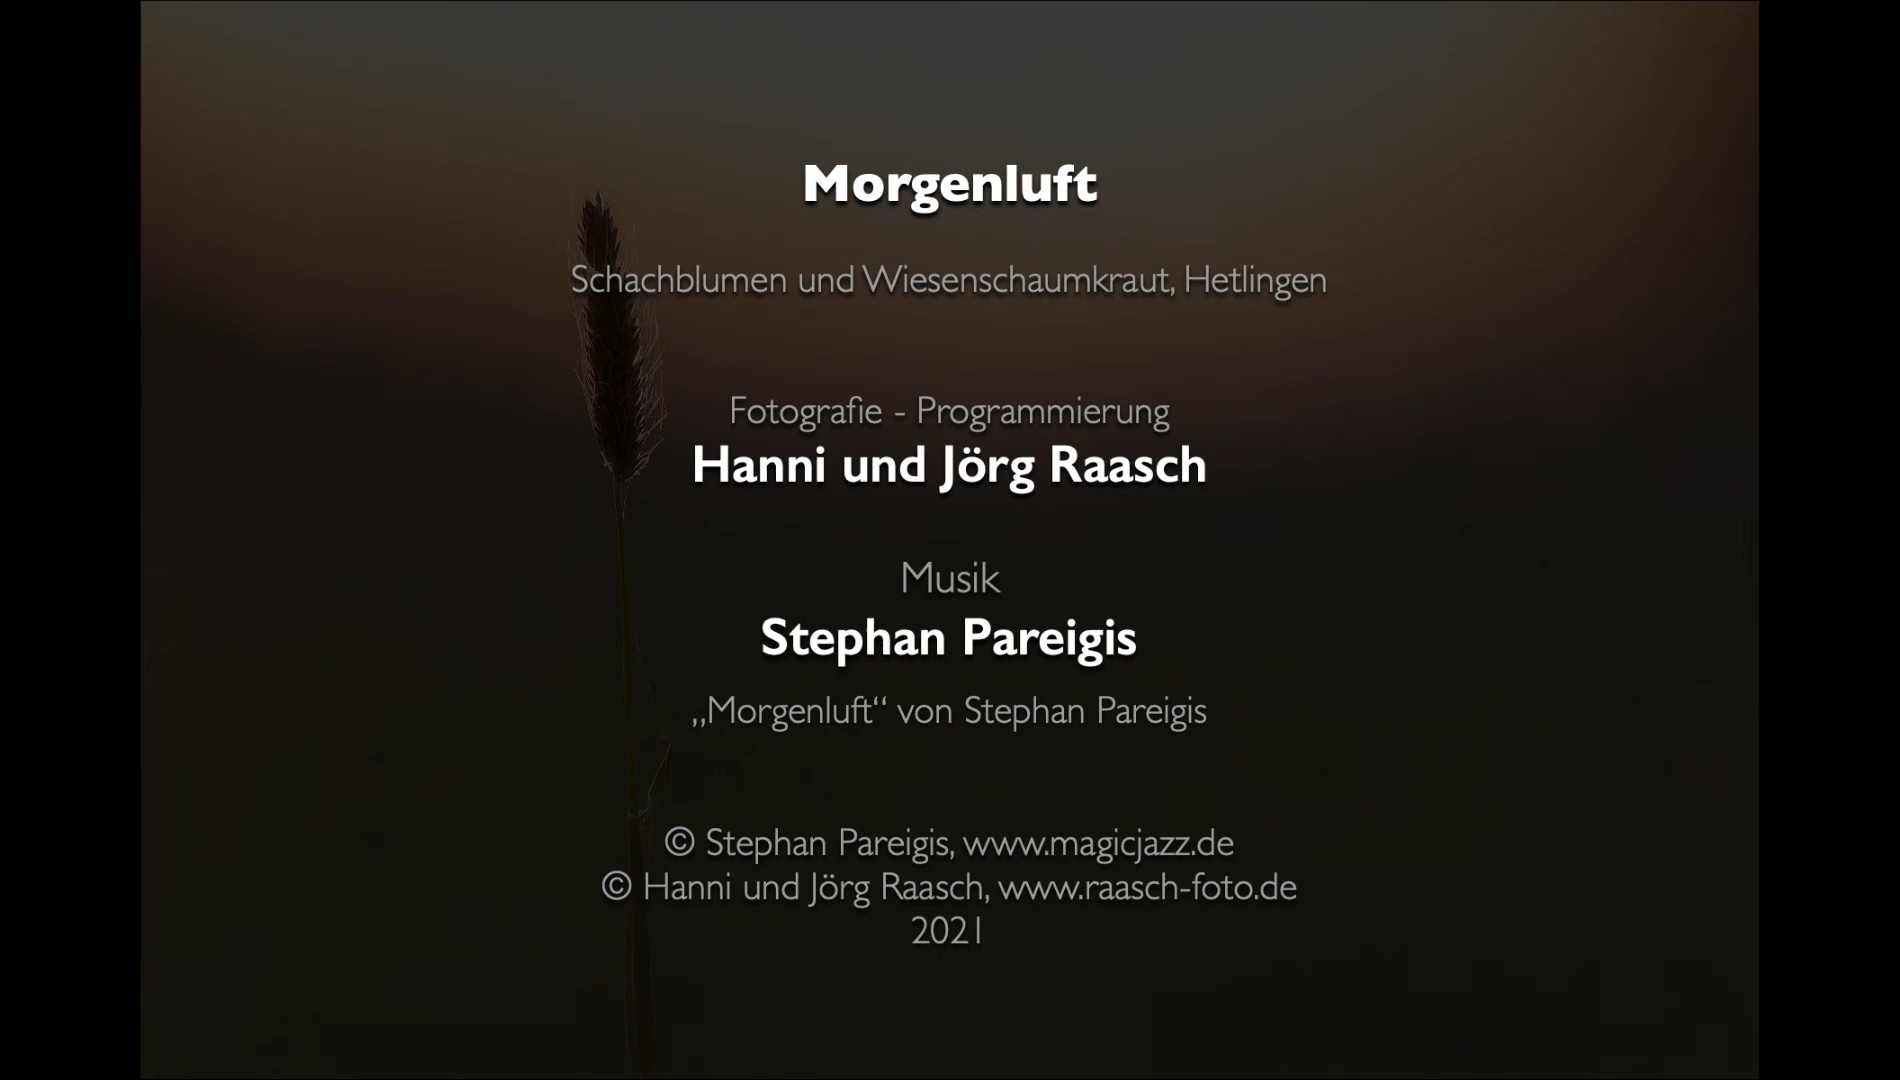 Morgenluft
Schachblumen und Wiesenschaumkraut, Hetlingen
Fotografie - Programmierung
Hanni und Jörg Raasch
Musik
Stephan Pareigis
„Morgenluft“ von Stephan Pareigis
© Stephan Pareigis, www.magicjazz.de
© Hanni und Jörg Raasch, www.raasch-foto.de
2021